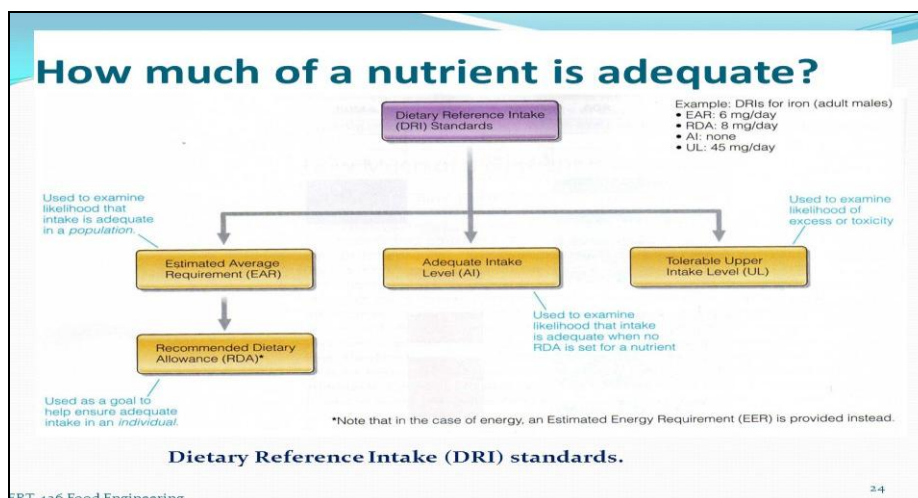 How much of a nutrient is adequate?
Dietary Reference Intake
(DRI) Standards
Example: DRIs for iron (adult males)
• EAR: 6 mg/day
• RDA: 8 mg/day
• AI: none
• UL: 45 mg/day
Used to examine
likelihood that
intake is adequate
in a population.
Used to examine
likelihood of
excess or toxicity
Estimated Average
Requirement (EAR)
Adequate Intake
Level (AI)
Tolerable Upper
Intake Level (UL)
Used to examine
likelihood that intake
is adequate when no
RDA is set for a nutrient
Recommended Dietary
Allowance (RDA)*
Used as a goal to
help ensure adequate
intake in an individual.
*Note that in the case of energy, an Estimated Energy Requirement (EER) is provided instead.
Dietary Reference Intake (DRI) standards.
Food Engineering
24